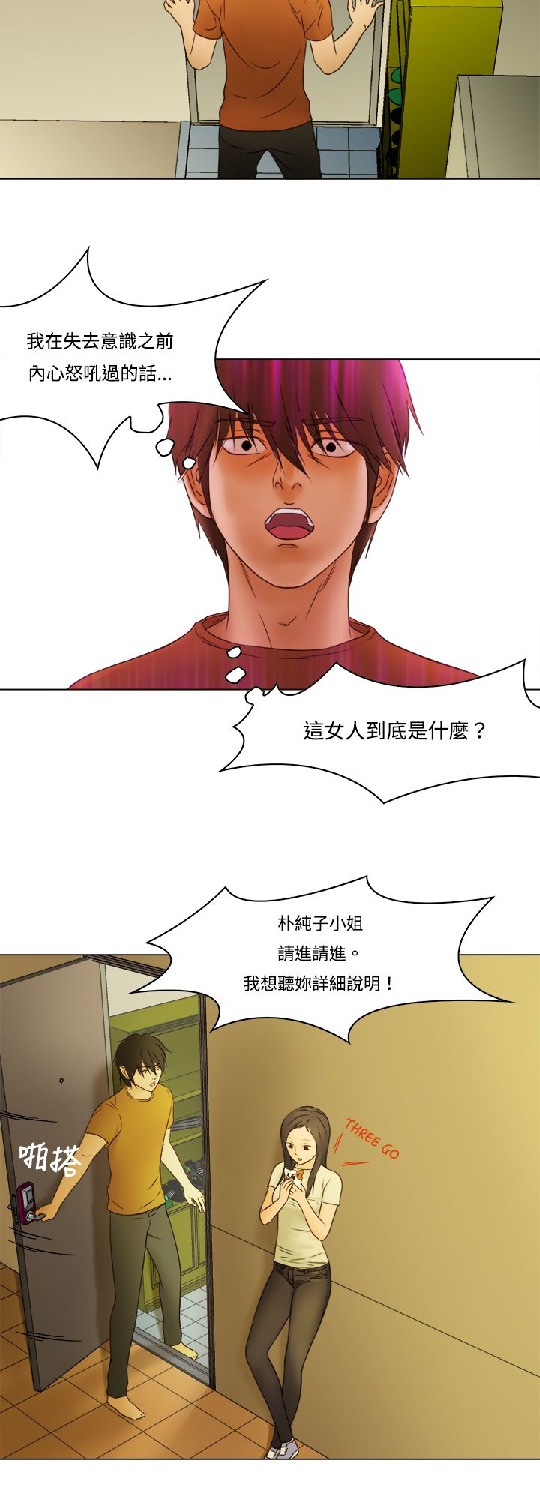 我在失去意識之前
內心怒吼過的話...
這女人到底是什麼？
朴純子小姐
請進請進。
我想聽妳詳細說明！
THREE GO
啪搭